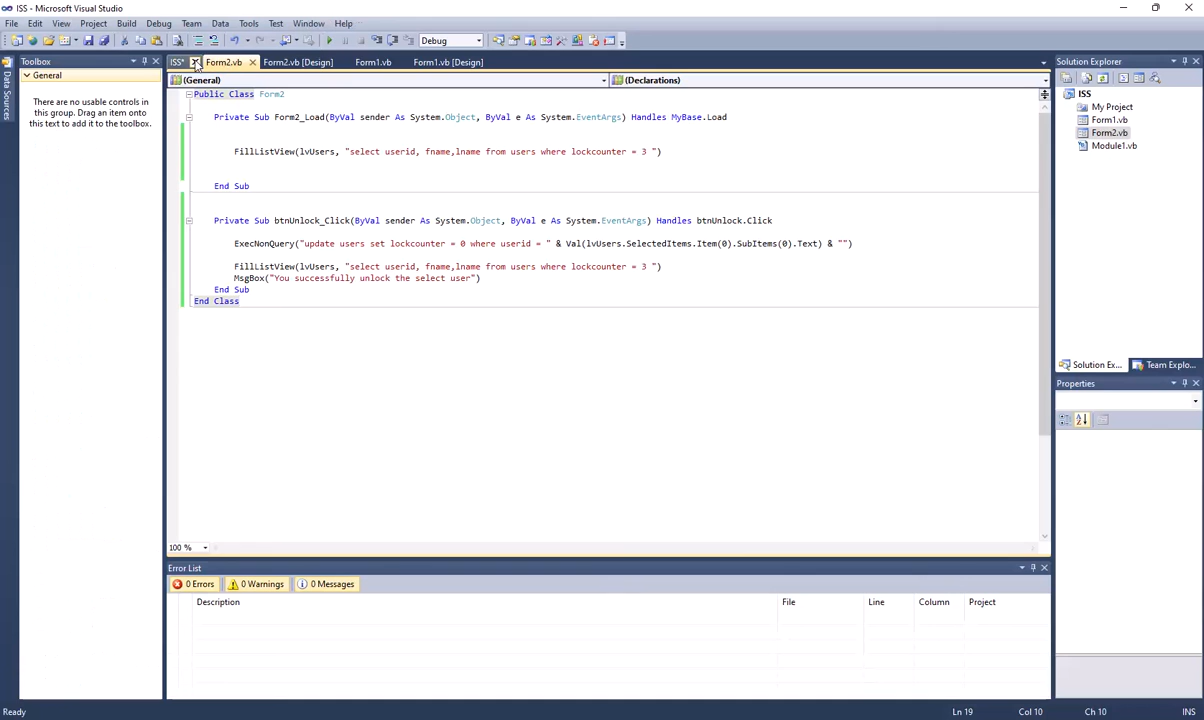 ISS - Microsoft Visual Studio
File Edit View Project Build Debug Team Data Tools Test Window Help
Debug
Data Sources
Toolbox
General
There are no usable controls in
this group. Drag an item onto
this text to add it to the toolbox.
ISS* Form2.vb Form2.vb [Design] Form1.vb Form1.vb [Design]
(General) (Declarations)
Public Class Form2
Private Sub Form2_Load(ByVal sender As System.Object, ByVal e As System.EventArgs) Handles MyBase.Load
FillListView(lvUsers, "select userid, fname,lname from users where lockcounter = 3 ")
End Sub
Private Sub btnUnlock_Click(ByVal sender As System.Object, ByVal e As System.EventArgs) Handles btnUnlock.Click
ExecNonQuery("update users set lockcounter = 0 where userid = " & Val(lvUsers.SelectedItems.Item(0).SubItems(0).Text) & "")
FillListView(lvUsers, "select userid, fname,lname from users where lockcounter = 3 ")
MsgBox("You successfully unlock the select user")
End Sub
End Class
100 %
Error List
0 Errors 0 Warnings 0 Messages
Description File Line Column Project
Solution Explorer
ISS
My Project
Form1.vb
Form2.vb
Module1.vb
Solution Ex... Team Explo...
Properties
Ready Ln 19 Col 10 Ch 10 INS